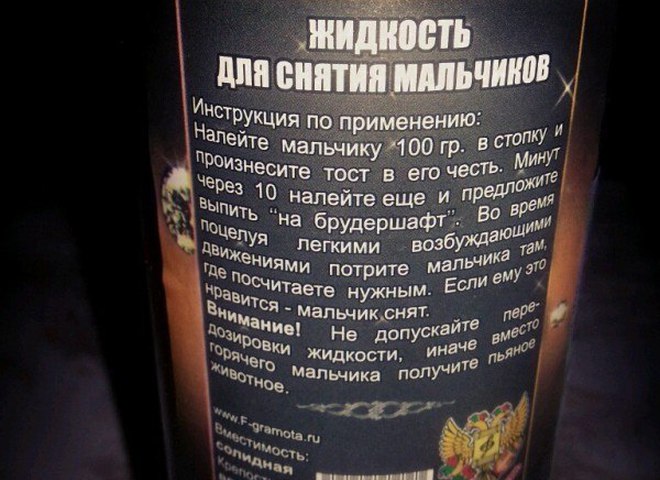 ЖИДКОСТЬ
ДЛЯ СНЯТИЯ МАЛЬЧИКОВ
Инструкция по применению:
Налейте мальчику 100 гр. в стопку и
произнесите тост в его честь. Минут
через 10 налейте еще и предложите
выпить "на брудершафт". Во время
поцелуя легкими возбуждающими
движениями потрите мальчика там,
где посчитаете нужным. Если ему это
нравится - мальчик снят.
Внимание! Не допускайте пере-
дозировки жидкости, иначе вместо
горячего мальчика получите пьяное
животное.
www.F-gramota.ru
Вместимость:
солидная
Крепость